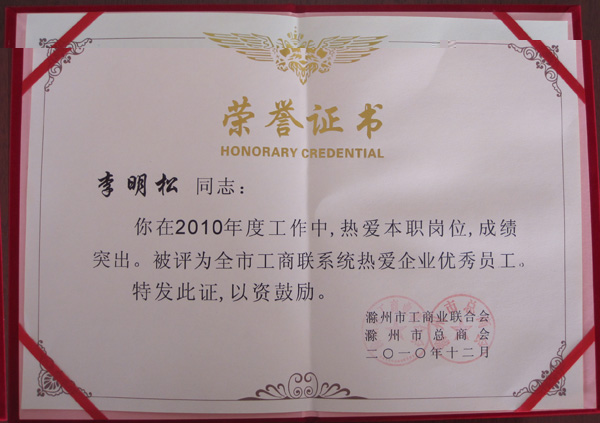 荣誉证书
HONORARY CREDENTIAL
李明松 同志：
你在2010年度工作中,热爱本职岗位,成绩
突出。被评为全市工商联系统热爱企业优秀员工。
特发此证,以资鼓励。
滁州市工商业联合会
滁州市总商会
二〇一〇年十二月